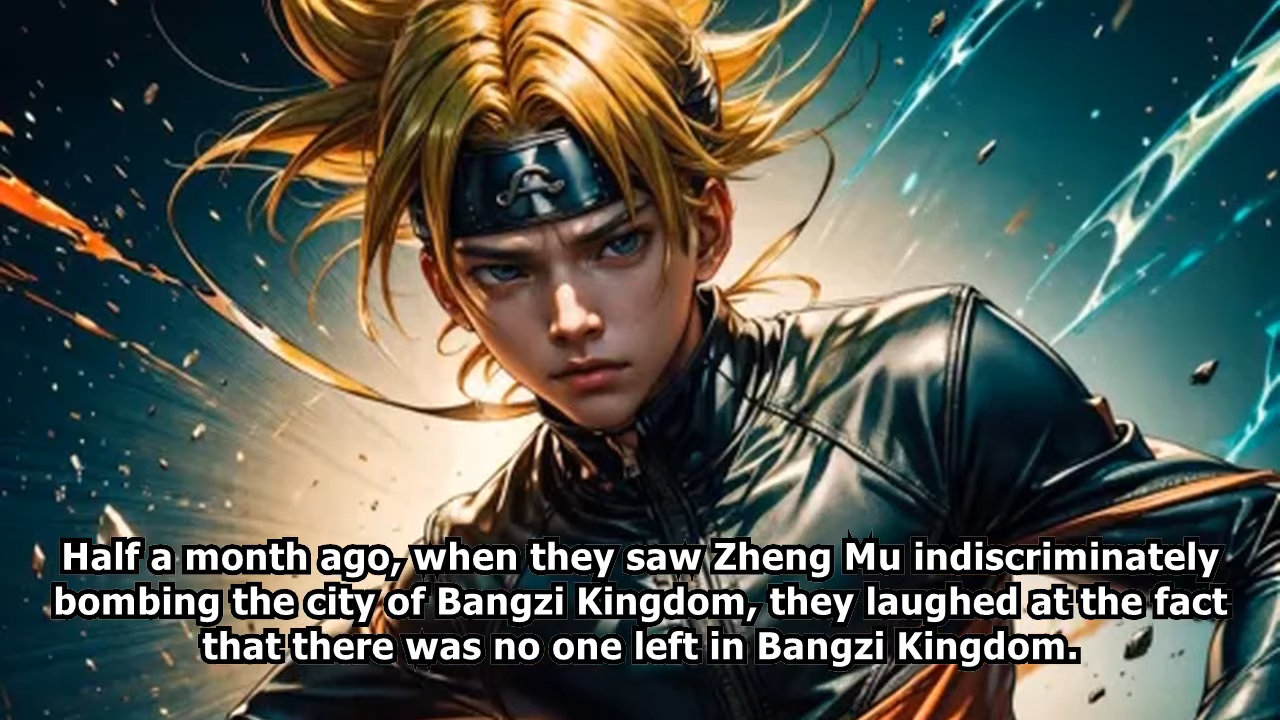 Half a month ago, when they saw Zheng Mu indiscriminately
bombing the city of Bangzi Kingdom, they laughed at the fact
that there was no one left in Bangzi Kingdom.